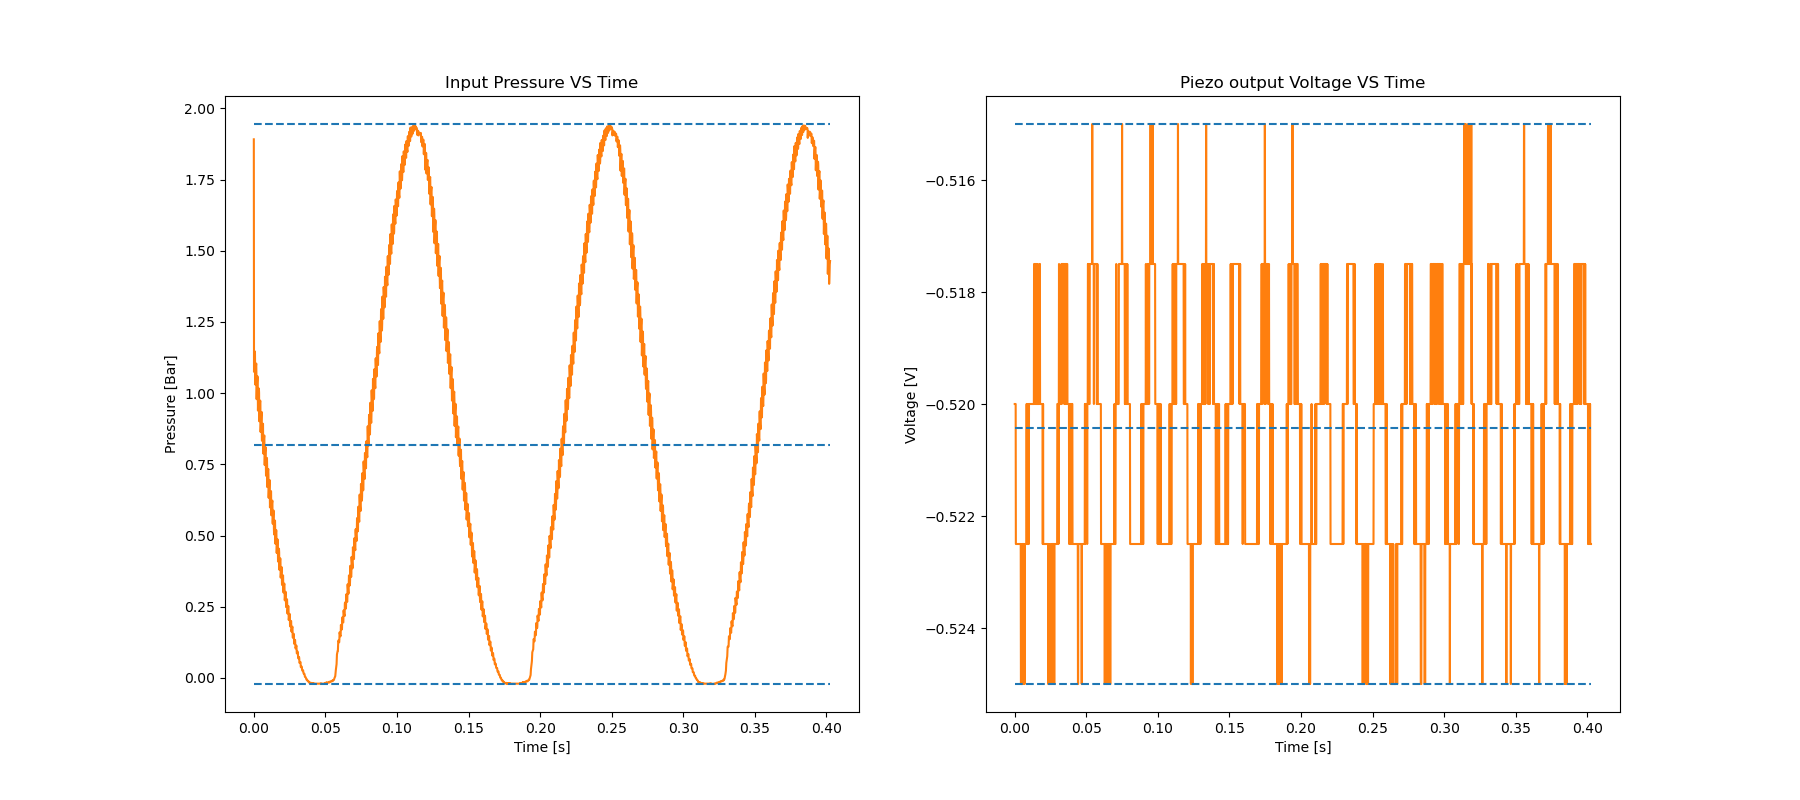 Input Pressure VS Time
2.00
1.75
1.50
1.25
1.00
0.75
0.50
0.25
0.00
Pressure [Bar]
0.00 0.05 0.10 0.15 0.20 0.25 0.30 0.35 0.40
Time [s]
Piezo output Voltage VS Time
−0.516
−0.518
−0.520
−0.522
−0.524
Voltage [V]
0.00 0.05 0.10 0.15 0.20 0.25 0.30 0.35 0.40
Time [s]